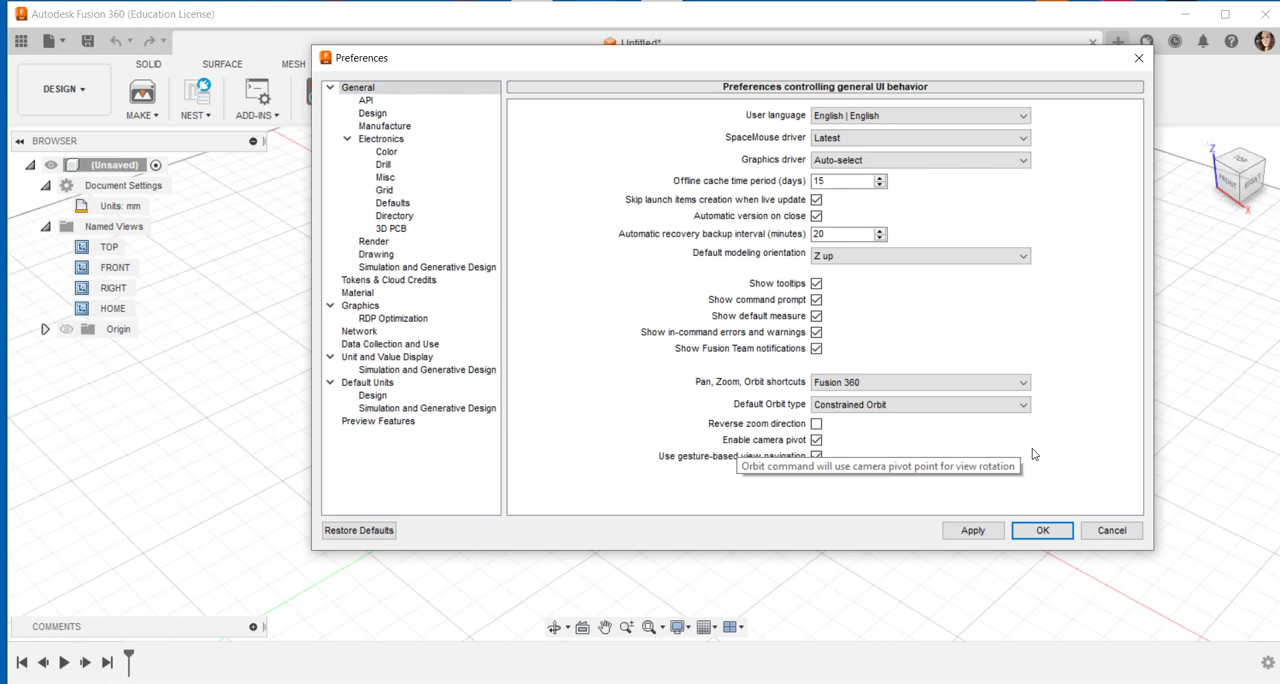 Autodesk Fusion 360 (Education License)
Untitled*
SOLID SURFACE MESH
DESIGN
MAKE NEST ADD-INS
BROWSER
(Unsaved)
Document Settings
Units: mm
Named Views
TOP
FRONT
RIGHT
HOME
Origin
Preferences
General
API
Design
Manufacture
Electronics
Color
Drill
Misc
Grid
Defaults
Directory
3D PCB
Render
Drawing
Simulation and Generative Design
Tokens & Cloud Credits
Material
Graphics
RDP Optimization
Network
Data Collection and Use
Unit and Value Display
Simulation and Generative Design
Default Units
Design
Simulation and Generative Design
Preview Features
Preferences controlling general UI behavior
User language English | English
SpaceMouse driver Latest
Graphics driver Auto-select
Offline cache time period (days) 15
Skip launch items creation when live update
Automatic version on close
Automatic recovery backup interval (minutes) 20
Default modeling orientation Z up
Show tooltips
Show command prompt
Show default measure
Show in-command errors and warnings
Show Fusion Team notifications
Pan, Zoom, Orbit shortcuts Fusion 360
Default Orbit type Constrained Orbit
Reverse zoom direction
Enable camera pivot
Use gesture-based view navigation
Orbit command will use camera pivot point for view rotation
Restore Defaults Apply OK Cancel
Z
TOP
FRONT RIGHT
X
COMMENTS